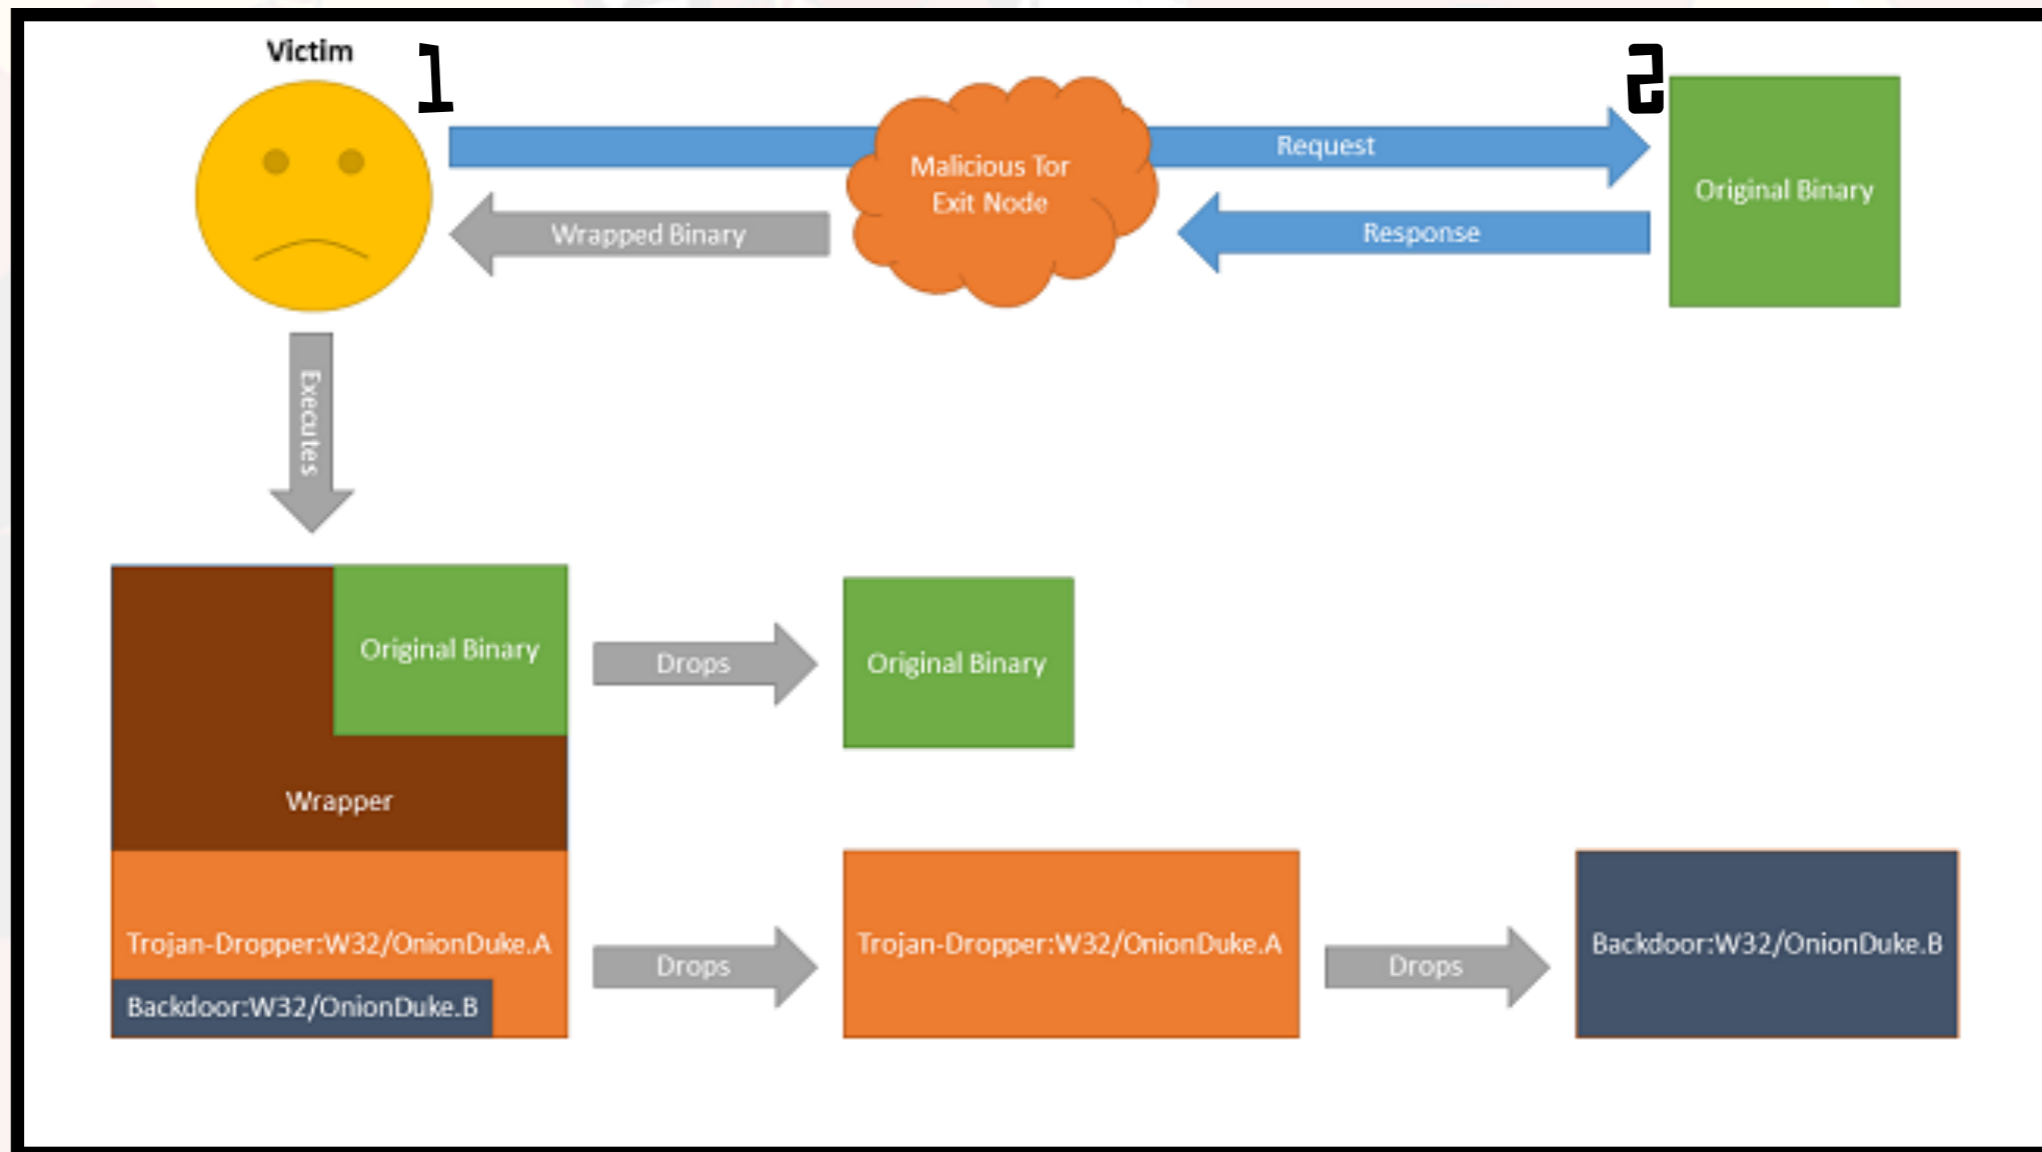 Victim
1
2
Request
Malicious Tor
Exit Node
Original Binary
Wrapped Binary
Response
Executes
Original Binary
Drops
Original Binary
Wrapper
Trojan-Dropper:W32/OnionDuke.A
Backdoor:W32/OnionDuke.B
Drops
Trojan-Dropper:W32/OnionDuke.A
Drops
Backdoor:W32/OnionDuke.B